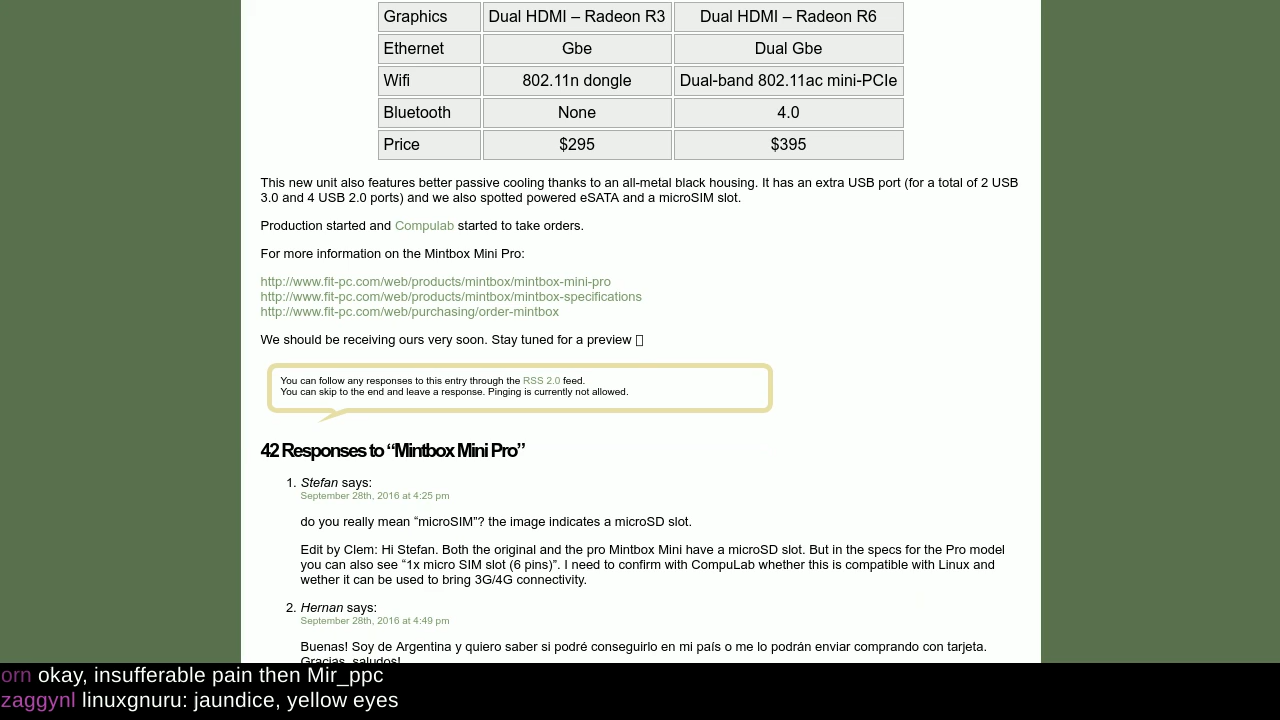 Graphics Dual HDMI – Radeon R3 Dual HDMI – Radeon R6
Ethernet Gbe Dual Gbe
Wifi 802.11n dongle Dual-band 802.11ac mini-PCIe
Bluetooth None 4.0
Price $295 $395
This new unit also features better passive cooling thanks to an all-metal black housing. It has an extra USB port (for a total of 2 USB
3.0 and 4 USB 2.0 ports) and we also spotted powered eSATA and a microSIM slot.
Production started and Compulab started to take orders.
For more information on the Mintbox Mini Pro:
http://www.fit-pc.com/web/products/mintbox/mintbox-mini-pro
http://www.fit-pc.com/web/products/mintbox/mintbox-specifications
http://www.fit-pc.com/web/purchasing/order-mintbox
We should be receiving ours very soon. Stay tuned for a preview
You can follow any responses to this entry through the RSS 2.0 feed.
You can skip to the end and leave a response. Pinging is currently not allowed.
42 Responses to “Mintbox Mini Pro”
1. Stefan says:
September 28th, 2016 at 4:25 pm
do you really mean “microSIM”? the image indicates a microSD slot.
Edit by Clem: Hi Stefan. Both the original and the pro Mintbox Mini have a microSD slot. But in the specs for the Pro model
you can also see “1x micro SIM slot (6 pins)”. I need to confirm with CompuLab whether this is compatible with Linux and
wether it can be used to bring 3G/4G connectivity.
2. Hernan says:
September 28th, 2016 at 4:49 pm
Buenas! Soy de Argentina y quiero saber si podré conseguirlo en mi país o me lo podrán enviar comprando con tarjeta.
Gracias, saludos!
orn okay, insufferable pain then Mir_ppc
zaggynl linuxgnuru: jaundice, yellow eyes